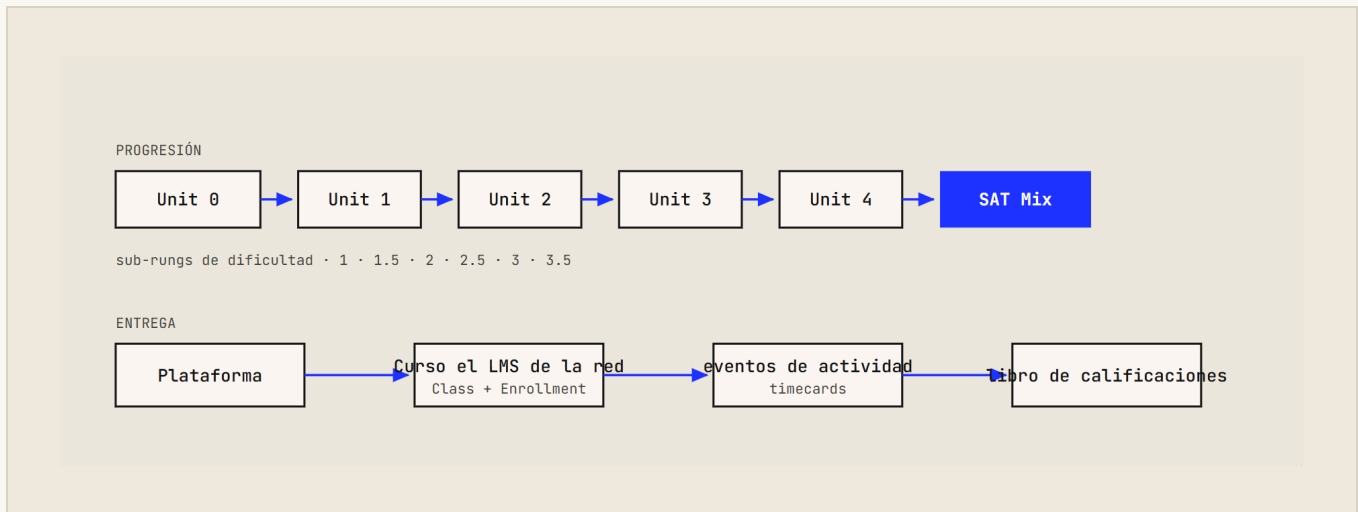 PROGRESIÓN
Unit 0
Unit 1
Unit 2
Unit 3
Unit 4
SAT Mix
sub-rungs de dificultad · 1 · 1.5 · 2 · 2.5 · 3 · 3.5
ENTREGA
Plataforma
Curso el LMS de la red
Class + Enrollment
eventos de actividad
timecards
libro de calificaciones